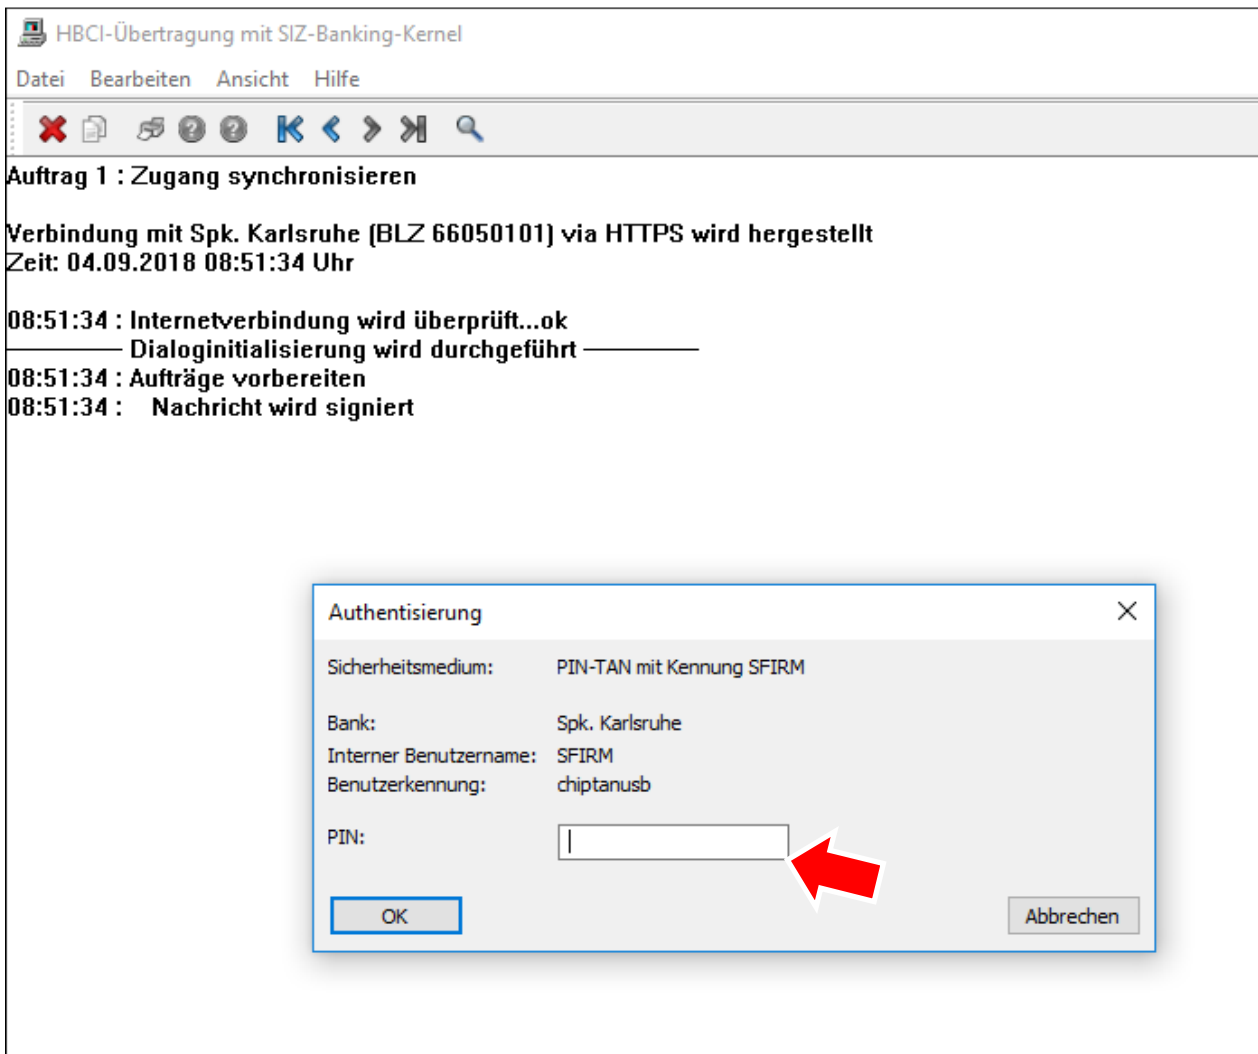 HBCI-Übertragung mit SIZ-Banking-Kernel
Datei Bearbeiten Ansicht Hilfe
Auftrag 1 : Zugang synchronisieren
Verbindung mit Spk. Karlsruhe (BLZ 66050101) via HTTPS wird hergestellt
Zeit: 04.09.2018 08:51:34 Uhr
08:51:34 : Internetverbindung wird überprüft...ok
Dialoginitialisierung wird durchgeführt
08:51:34 : Aufträge vorbereiten
08:51:34 : Nachricht wird signiert
Authentisierung
Sicherheitsmedium: PIN-TAN mit Kennung SFIRM
Bank: Spk. Karlsruhe
Interner Benutzername: SFIRM
Benutzerkennung: chiptanusb
PIN:
OK Abbrechen